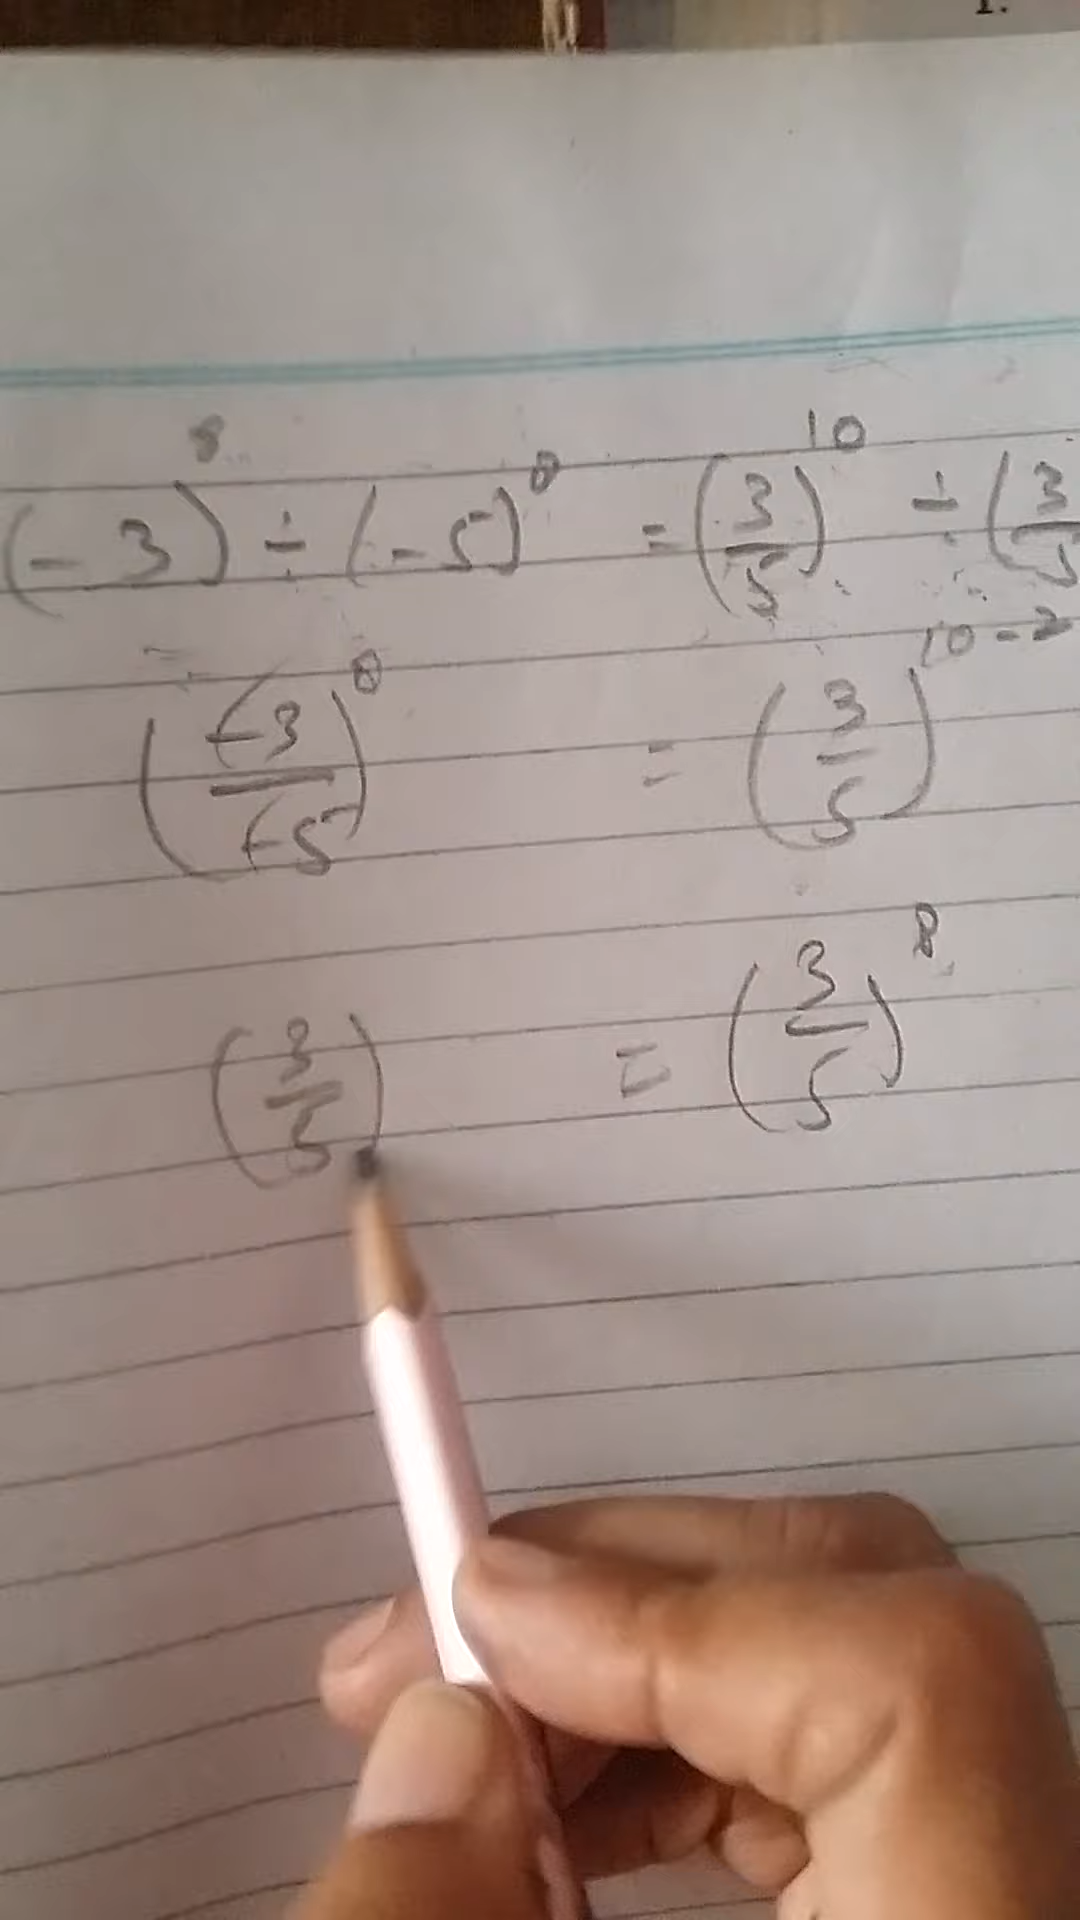 (-3)^8 ÷ (-5)^8 = (3/5)^10 ÷ (3/5
(-3/-5)^8 = (3/5)^10-2
(3/5) = (3/5)^8